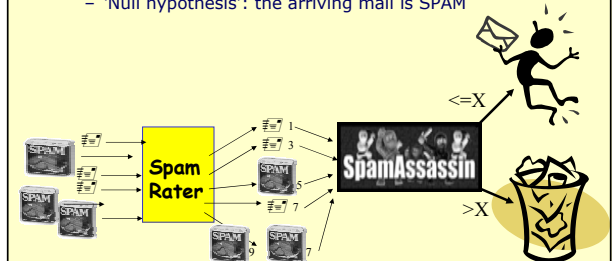 – 'Null hypothesis': the arriving mail is SPAM
<=X
1
3
SPAM
SPAM
Spam
Rater
5
SpamAssassin
7
SPAM
SPAM
>X
SPAM
9
SPAM
7